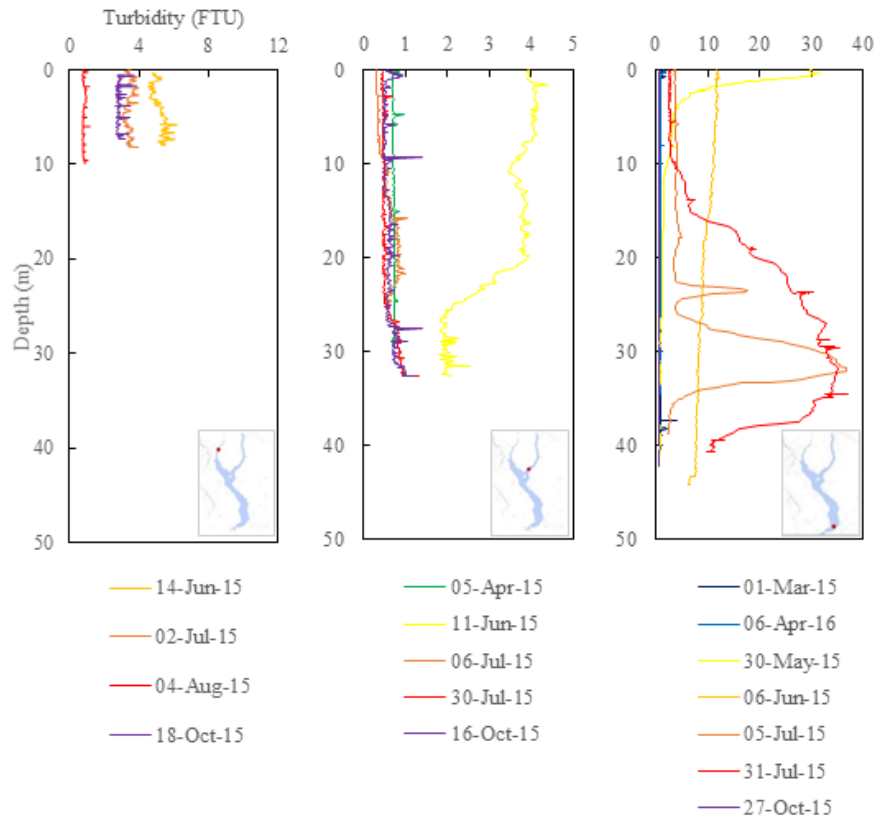 Turbidity (FTU)
0 4 8 12
0 1 2 3 4 5
0 10 20 30 40
0
10
20
30
40
50
Depth (m)
0
10
20
30
40
50
0
10
20
30
40
50
14-Jun-15
02-Jul-15
04-Aug-15
18-Oct-15
05-Apr-15
11-Jun-15
06-Jul-15
30-Jul-15
16-Oct-15
01-Mar-15
06-Apr-16
30-May-15
06-Jun-15
05-Jul-15
31-Jul-15
27-Oct-15